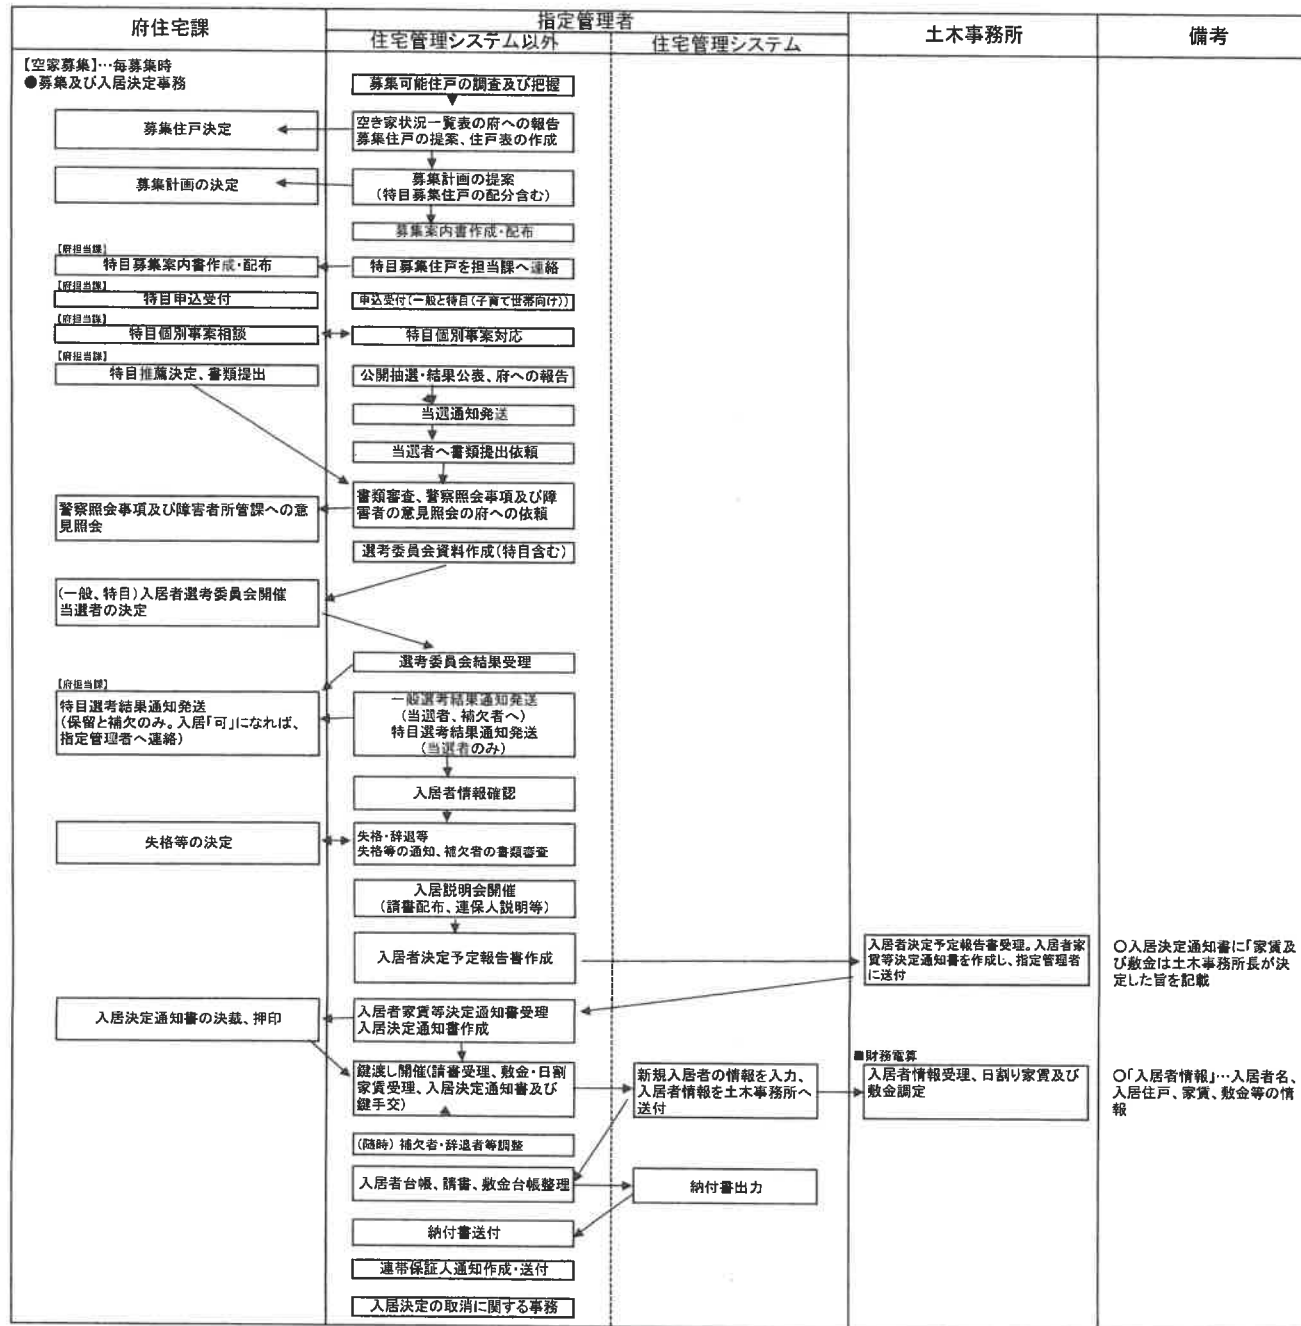 府住宅課
指定管理者
住宅管理システム以外
住宅管理システム
土木事務所
備考
【空家募集】…毎募集時
●募集及び入居決定事務
募集可能住戸の調査及び把握
募集住戸決定
空き家状況一覧表の府への報告
募集住戸の提案、住戸表の作成
募集計画の決定
募集計画の提案
(特目募集住戸の配分含む)
募集案内書作成・配布
【府担当課】
特目募集案内書作成・配布
特目募集住戸を担当課へ連絡
【府担当課】
特目申込受付
申込受付(一般と特目(子育て世帯向け))
【府担当課】
特目個別事案相談
特目個別事案対応
【府担当課】
特目推薦決定、書類提出
公開抽選・結果公表、府への報告
当選通知発送
当選者へ書類提出依頼
警察照会事項及び障害者所管課への意
見照会
書類審査、警察照会事項及び障
害者の意見照会の府への依頼
選考委員会資料作成(特目含む)
(一般、特目)入居者選考委員会開催
当選者の決定
選考委員会結果受理
【府担当課】
特目選考結果通知発送
(保留と補欠のみ。入居「可」になれば、
指定管理者へ連絡)
一般選考結果通知発送
(当選者、補欠者へ)
特目選考結果通知発送
(当選者のみ)
入居者情報確認
失格等の決定
失格・辞退等
失格等の通知、補欠者の書類審査
入居説明会開催
(請書配布、連保人説明等)
入居者決定予定報告書作成
入居者決定予定報告書受理。入居者家
賃等決定通知書を作成し、指定管理者
に送付
○入居決定通知書に「家賃及
び敷金は土木事務所長が決
定した旨を記載
入居決定通知書の決裁、押印
入居者家賃等決定通知書受理
入居決定通知書作成
鍵渡し開催(請書受理、敷金・日割
家賃受理、入居決定通知書及び
鍵手交)
新規入居者の情報を入力、
入居者情報を土木事務所へ
送付
■財務電算
入居者情報受理、日割り家賃及び
敷金調定
○「入居者情報」…入居者名、
入居住戸、家賃、敷金等の情
報
(随時)補欠者・辞退者等調整
入居者台帳、請書、敷金台帳整理
納付書出力
納付書送付
連帯保証人通知作成・送付
入居決定の取消に関する事務